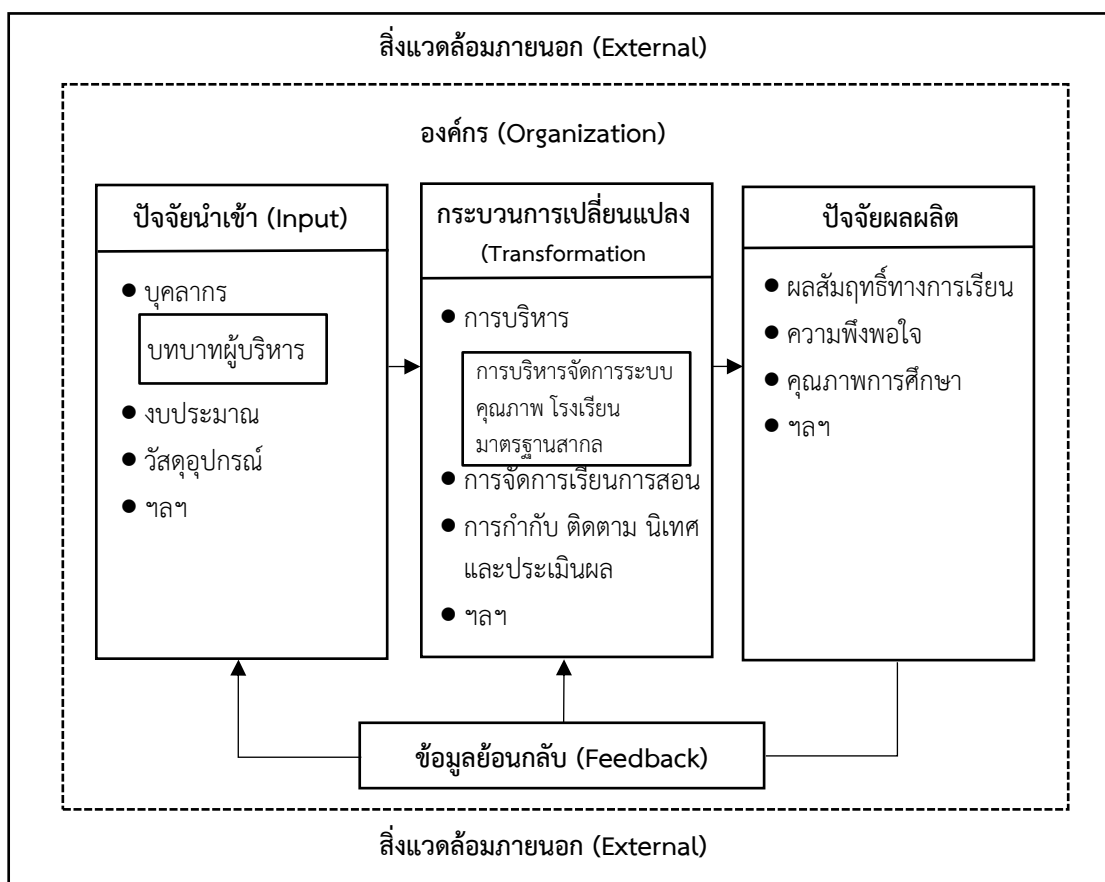 สิ่งแวดล้อมภายนอก (External)
องค์กร (Organization)
ปัจจัยนำเข้า (Input)
● บุคลากร
บทบาทผู้บริหาร
● งบประมาณ
● วัสดุอุปกรณ์
● ฯลฯ
กระบวนการเปลี่ยนแปลง
(Transformation
● การบริหาร
การบริหารจัดการระบบ
คุณภาพ โรงเรียน
มาตรฐานสากล
● การจัดการเรียนการสอน
● การกำกับ ติดตาม นิเทศ
และประเมินผล
● ฯลฯ
ปัจจัยผลผลิต
● ผลสัมฤทธิ์ทางการเรียน
● ความพึงพอใจ
● คุณภาพการศึกษา
● ฯลฯ
ข้อมูลย้อนกลับ (Feedback)
สิ่งแวดล้อมภายนอก (External)